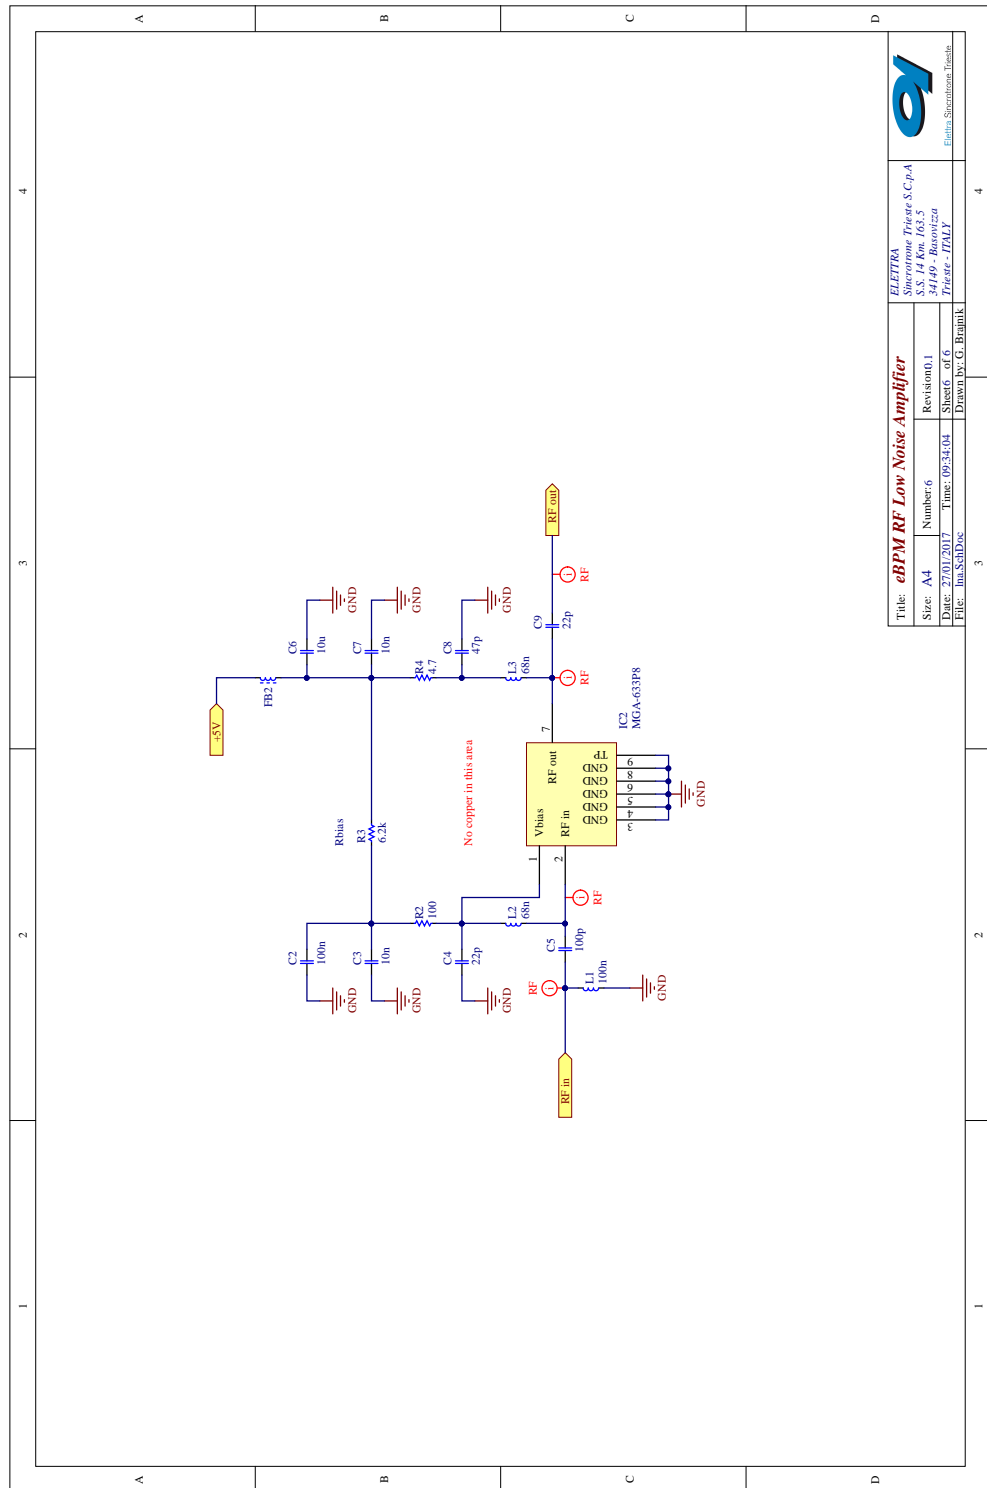 1
2
3
4
A
A
B
B
C
C
D
D
1
2
3
4
+5V
FB2
C6
10u
GND
C7
10n
GND
R4
4.7
C8
47p
GND
L3
68n
C9
22p
RF
RF
RF out
Rbias
R3
6.2k
No copper in this area
C2
100n
GND
C3
10n
GND
R2
100
C4
22p
GND
L2
68n
C5
100p
RF
RF
L1
100n
GND
RF in
1
2
7
Vbias
RF in
RF out
GND
GND
GND
GND
GND
TP
3
4
5
6
8
9
GND
IC2
MGA-633P8
Title: eBPM RF Low Noise Amplifier
Size: A4
Number:6
Revision0.1
Date: 27/01/2017
Time: 09:34:04
Sheet6 of 6
File: lna.SchDoc
Drawn by: G. Brajnik
ELETTRA
Sincrotrone Trieste S.C.p.A
S.S. 14 Km. 163.5
34149 - Basovizza
Trieste - ITALY
Elettra Sincrotrone Trieste